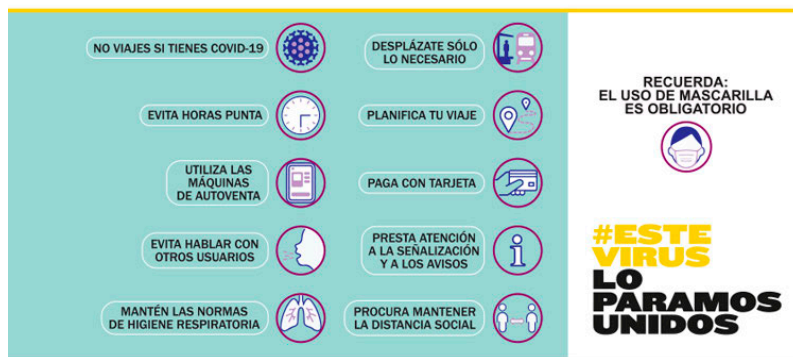 NO VIAJES SI TIENES COVID-19
EVITA HORAS PUNTA
UTILIZA LAS
MÁQUINAS
DE AUTOVENTA
EVITA HABLAR CON
OTROS USUARIOS
MANTÉN LAS NORMAS
DE HIGIENE RESPIRATORIA
DESPLÁZATE SÓLO
LO NECESARIO
PLANIFICA TU VIAJE
PAGA CON TARJETA
PRESTA ATENCIÓN
A LA SEÑALIZACIÓN
Y A LOS AVISOS
PROCURA MANTENER
LA DISTANCIA SOCIAL
RECUERDA:
EL USO DE MASCARILLA
ES OBLIGATORIO
#ESTE
VIRUS
LO
PARAMOS
UNIDOS